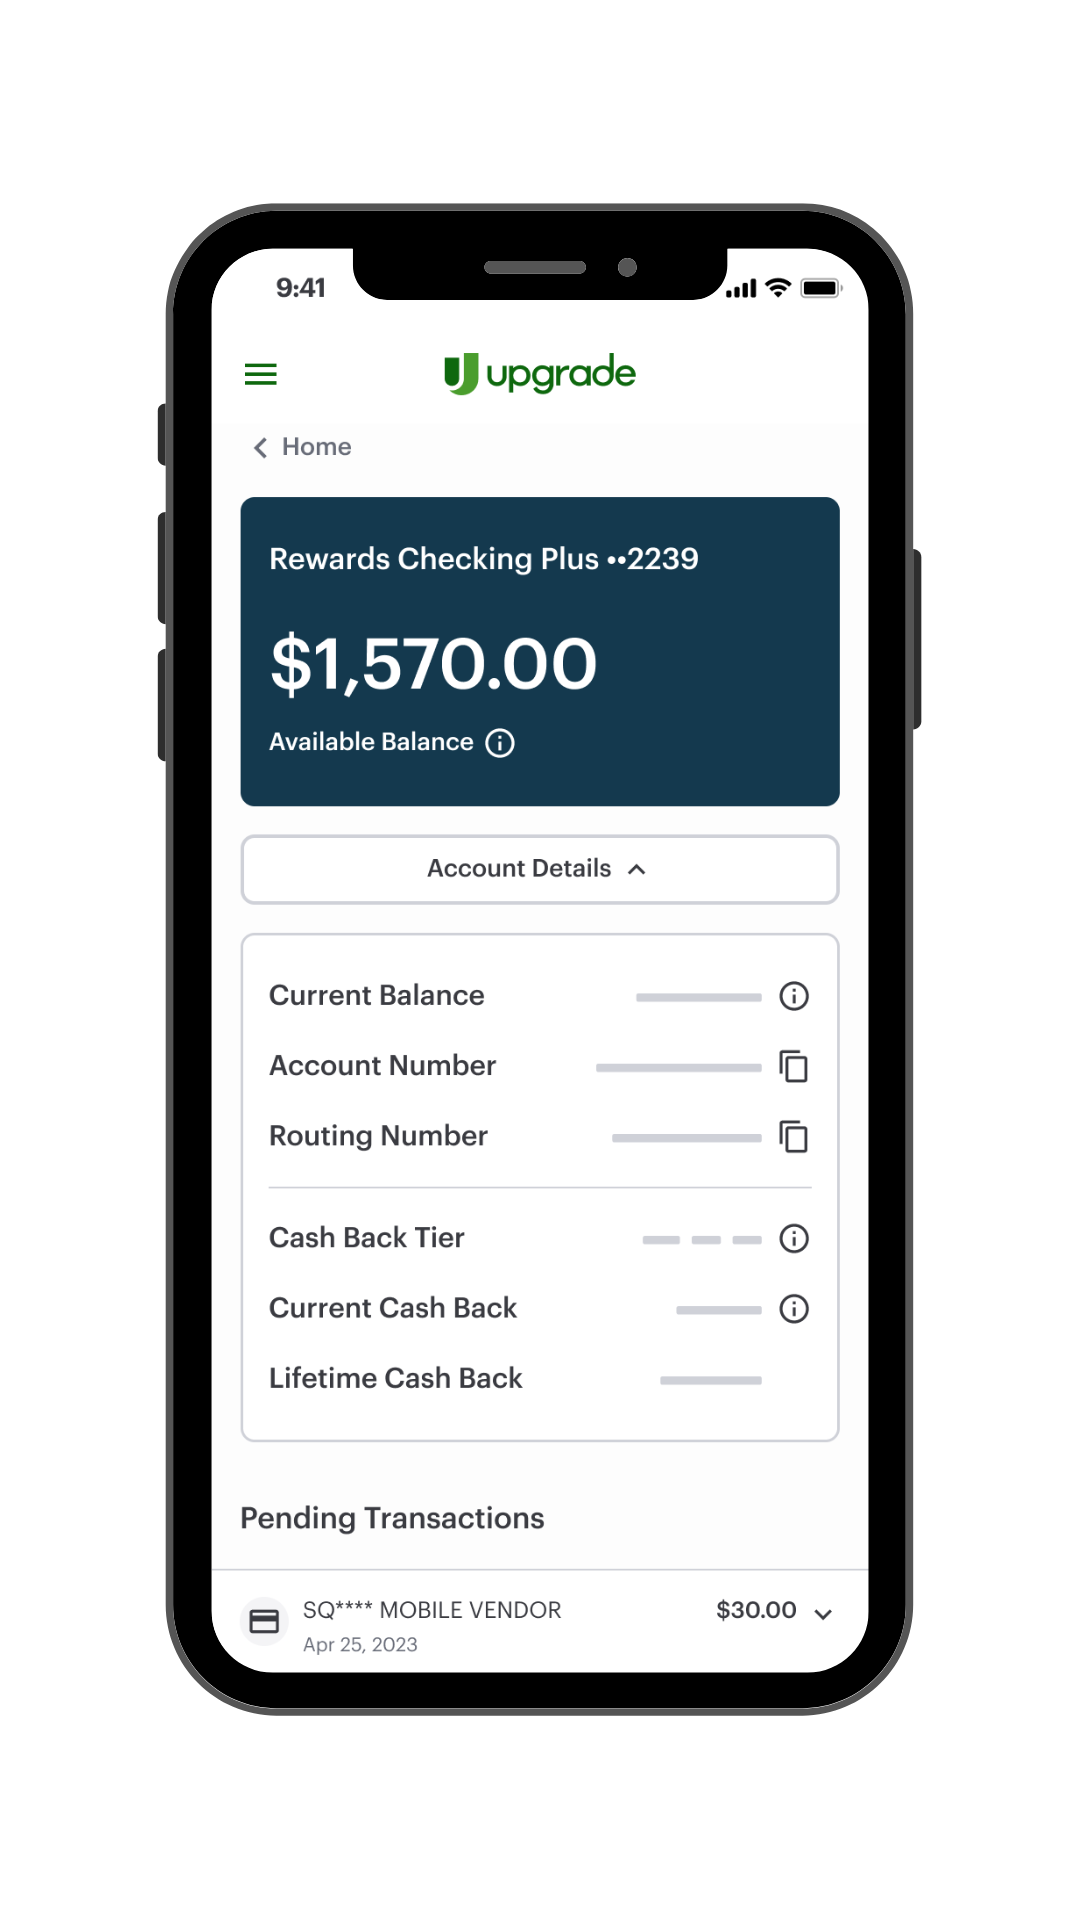 9:41
upgrade
Home
Rewards Checking Plus ••2239
$1,570.00
Available Balance
Account Details
Current Balance
Account Number
Routing Number
Cash Back Tier
Current Cash Back
Lifetime Cash Back
Pending Transactions
SQ**** MOBILE VENDOR $30.00
Apr 25, 2023